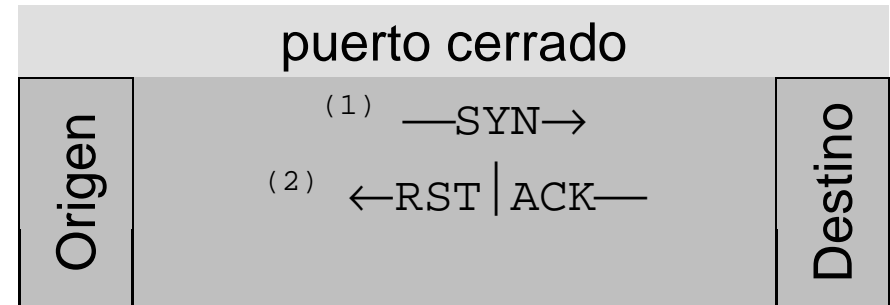 puerto cerrado
Origen
(1) —SYN→
(2) ←RST|ACK—
Destino